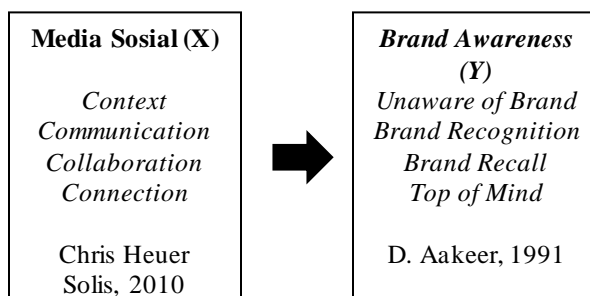 Media Sosial (X)
Context
Communication
Collaboration
Connection
Chris Heuer
Solis, 2010
Brand Awareness
(Y)
Unaware of Brand
Brand Recognition
Brand Recall
Top of Mind
D. Aakeer, 1991